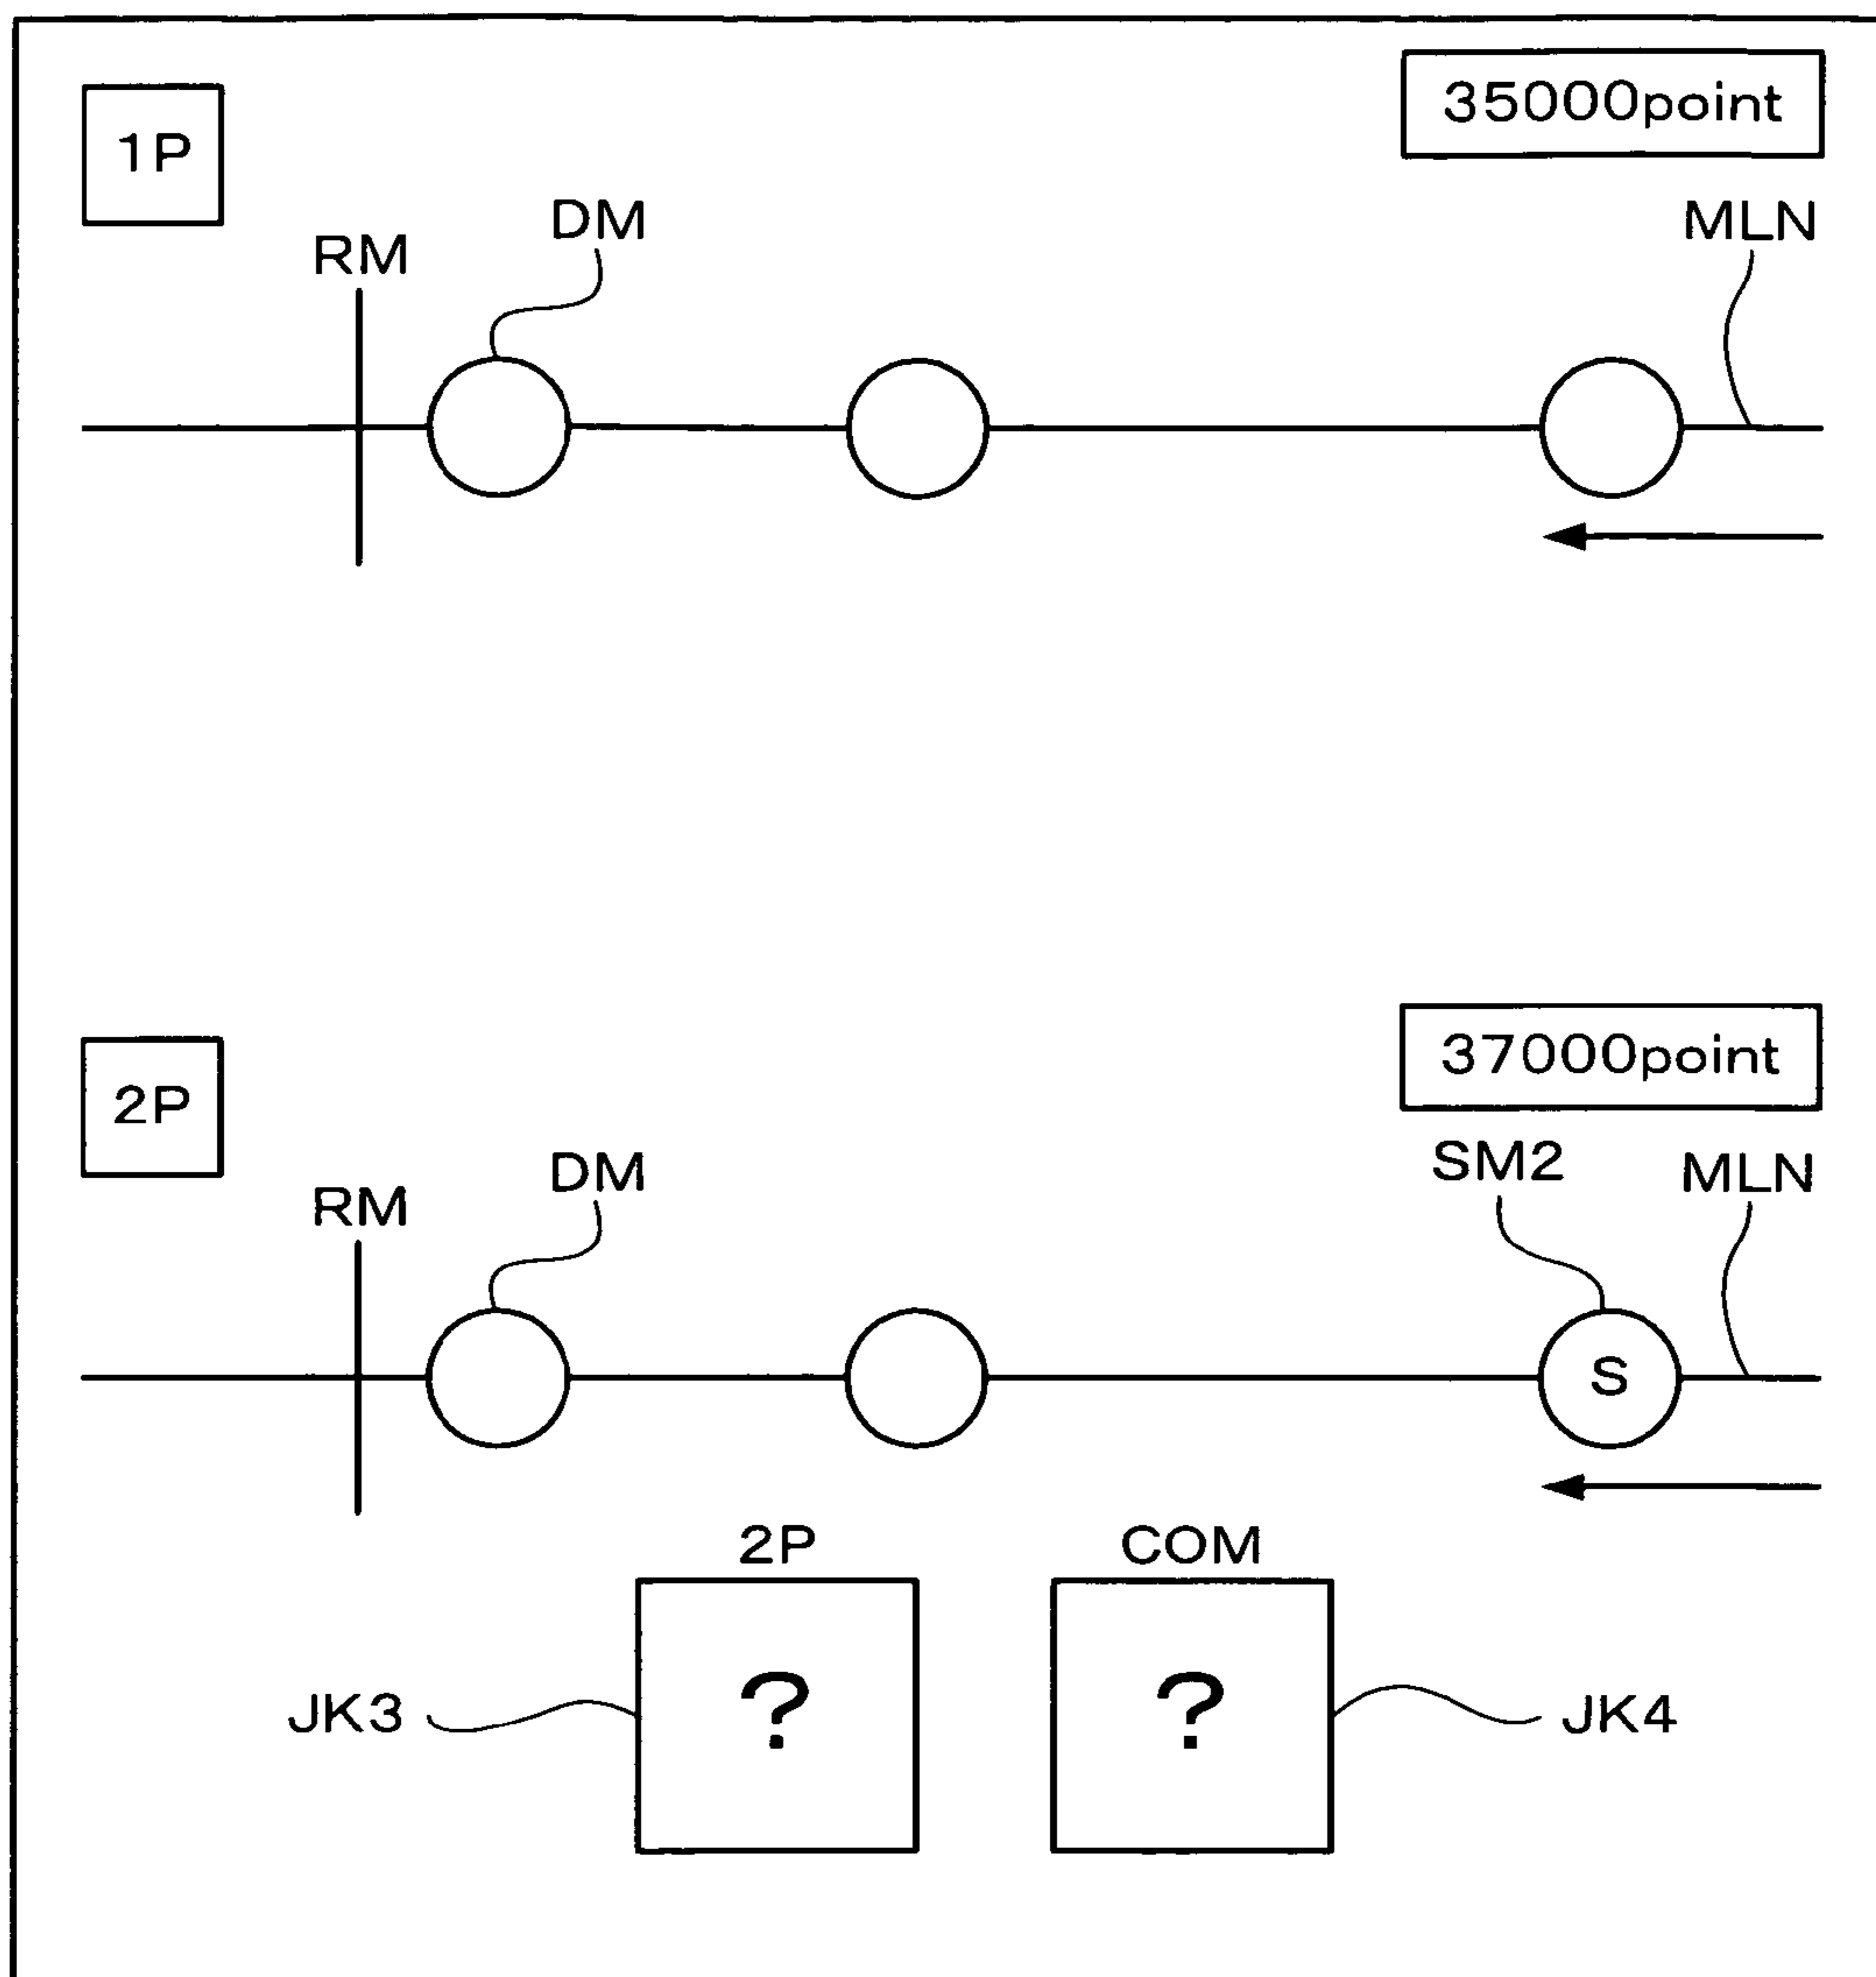 35000point
1P
DM
MLN
RM
37000point
2P
SM2
DM
MLN
RM
S
2P
COM
?
?
JK3
JK4